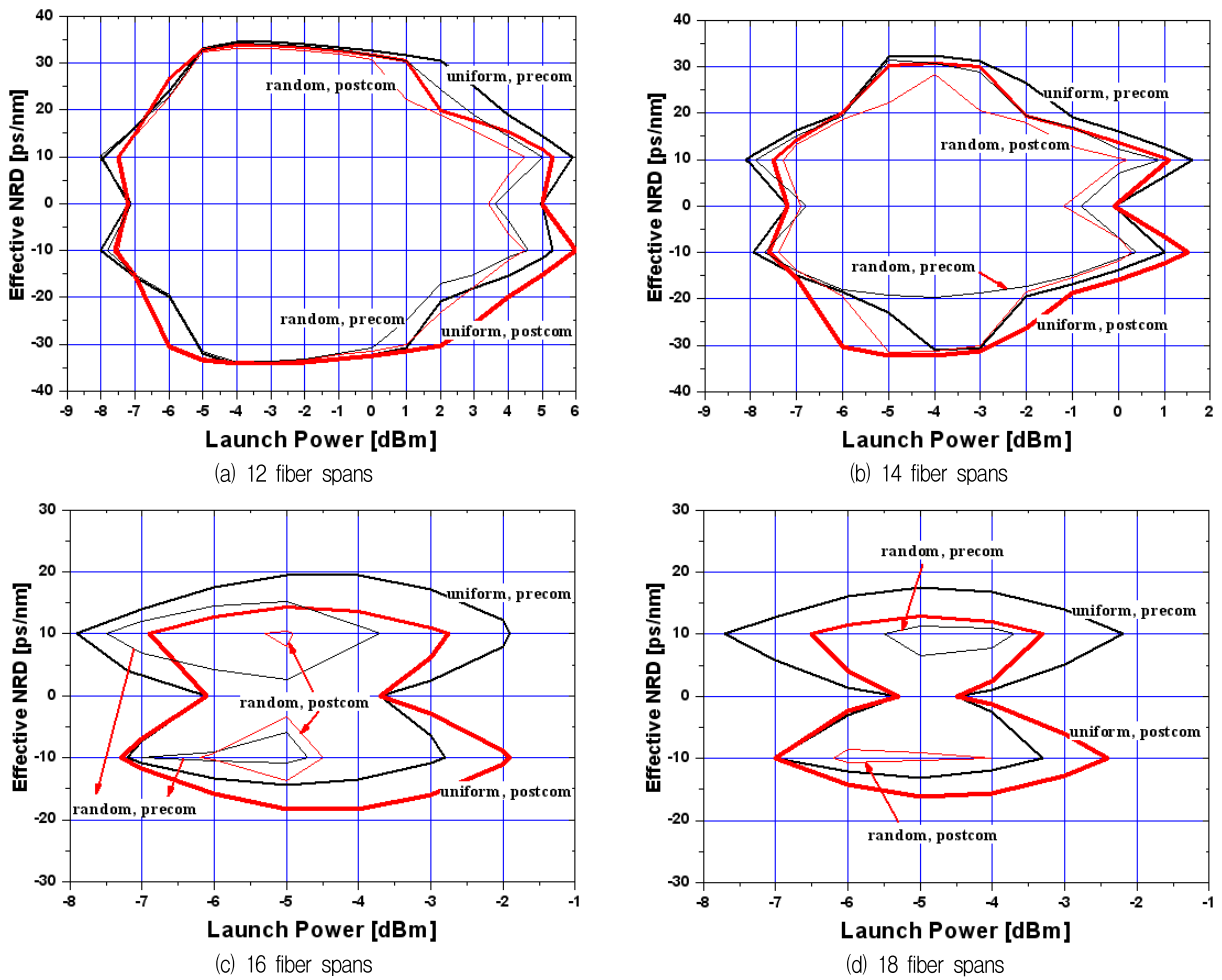 40
30
20
10
0
-10
-20
-30
-40
Effective NRD [ps/nm]
uniform, precom
random, postcom
random, precom
uniform, postcom
-9 -8 -7 -6 -5 -4 -3 -2 -1 0 1 2 3 4 5 6
Launch Power [dBm]
(a) 12 fiber spans
40
30
20
10
0
-10
-20
-30
-40
Effective NRD [ps/nm]
uniform, precom
random, postcom
random, precom
uniform, postcom
-9 -8 -7 -6 -5 -4 -3 -2 -1 0 1 2
Launch Power [dBm]
(b) 14 fiber spans
30
20
10
0
-10
-20
-30
Effective NRD [ps/nm]
uniform, precom
random, postcom
random, precom
uniform, postcom
-8 -7 -6 -5 -4 -3 -2 -1
Launch Power [dBm]
(c) 16 fiber spans
30
20
10
0
-10
-20
-30
Effective NRD [ps/nm]
random, precom
uniform, precom
uniform, postcom
random, postcom
-8 -7 -6 -5 -4 -3 -2 -1
Launch Power [dBm]
(d) 18 fiber spans